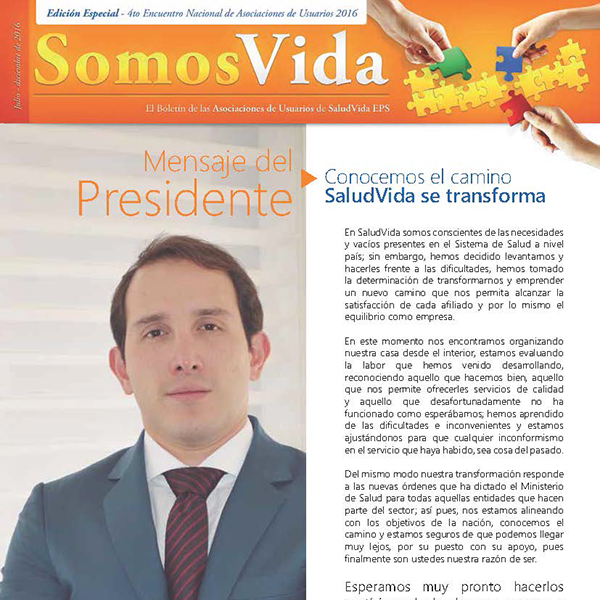 Edición Especial - 4to Encuentro Nacional de Asociaciones de Usuarios 2016
Julio - diciembre de 2016
SomosVida
El Boletín de las Asociaciones de Usuarios de SaludVida EPS
Mensaje del
Presidente
Conocemos el camino
SaludVida se transforma
En SaludVida somos conscientes de las necesidades
y vacíos presentes en el Sistema de Salud a nivel
país; sin embargo, hemos decidido levantarnos y
hacerles frente a las dificultades, hemos tomado
la determinación de transformarnos y emprender
un nuevo camino que nos permita alcanzar la
satisfacción de cada afiliado y por lo mismo el
equilibrio como empresa.
En este momento nos encontramos organizando
nuestra casa desde el interior, estamos evaluando
la labor que hemos venido desarrollando,
reconociendo aquello que hacemos bien, aquello
que nos permite ofrecerles servicios de calidad
y aquello que desafortunadamente no ha
funcionado como esperábamos; hemos aprendido
de las dificultades e inconvenientes y estamos
ajustándonos para que cualquier inconformismo
en el servicio que haya habido, sea cosa del pasado.
Del mismo modo nuestra transformación responde
a las nuevas órdenes que ha dictado el Ministerio
de Salud para todas aquellas entidades que hacen
parte del sector; así pues, nos estamos alineando
con los objetivos de la nación, conocemos el
camino y estamos seguros de que podemos llegar
muy lejos, por su puesto con su apoyo, pues
finalmente son ustedes nuestra razón de ser.
Esperamos muy pronto hacerlos